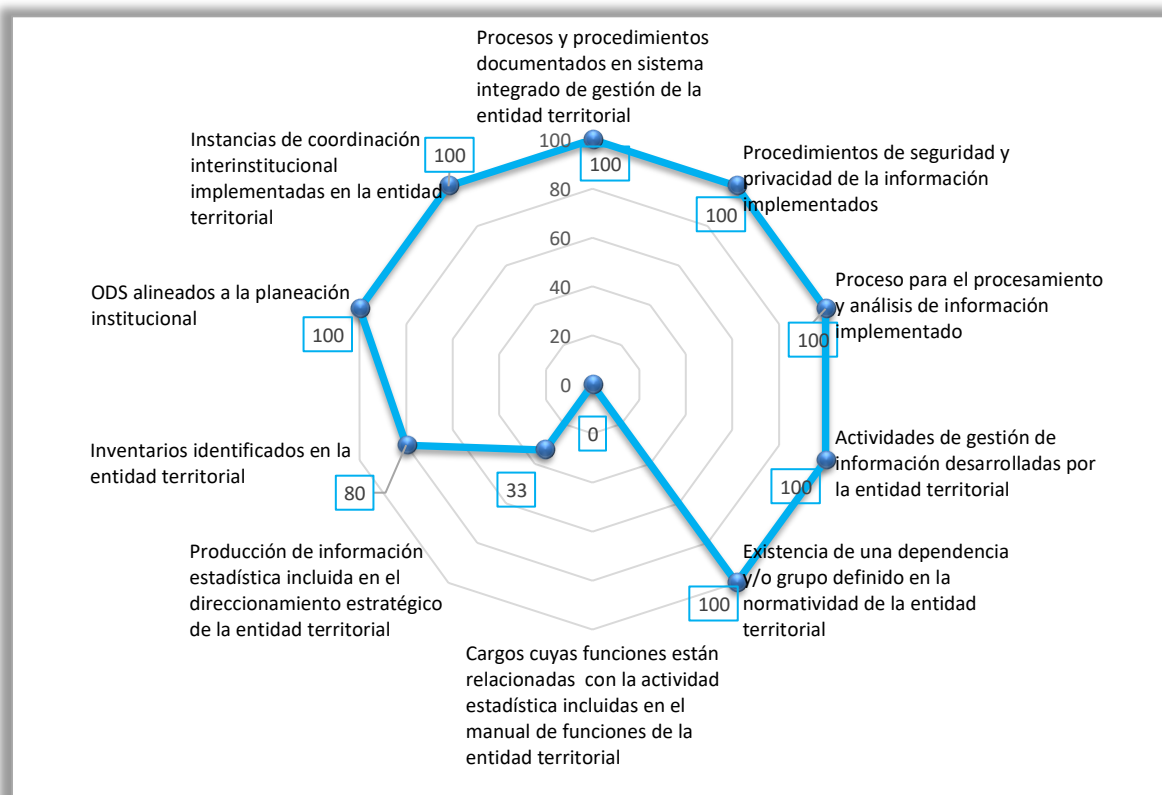 Procesos y procedimientos
documentados en sistema
integrado de gestión de la
entidad territorial
100
100
Procedimientos de seguridad y
privacidad de la información
implementados
100
Proceso para el procesamiento
y análisis de información
implementado
100
Actividades de gestión de
información desarrolladas por
la entidad territorial
100
Existencia de una dependencia
y/o grupo definido en la
normatividad de la entidad
territorial
100
Cargos cuyas funciones están
relacionadas con la actividad
estadística incluidas en el
manual de funciones de la
entidad territorial
0
Producción de información
estadística incluida en el
direccionamiento estratégico
de la entidad territorial
33
Inventarios identificados en la
entidad territorial
80
ODS alineados a la planeación
institucional
100
Instancias de coordinación
interinstitucional
implementadas en la entidad
territorial
100
80
60
40
20
0